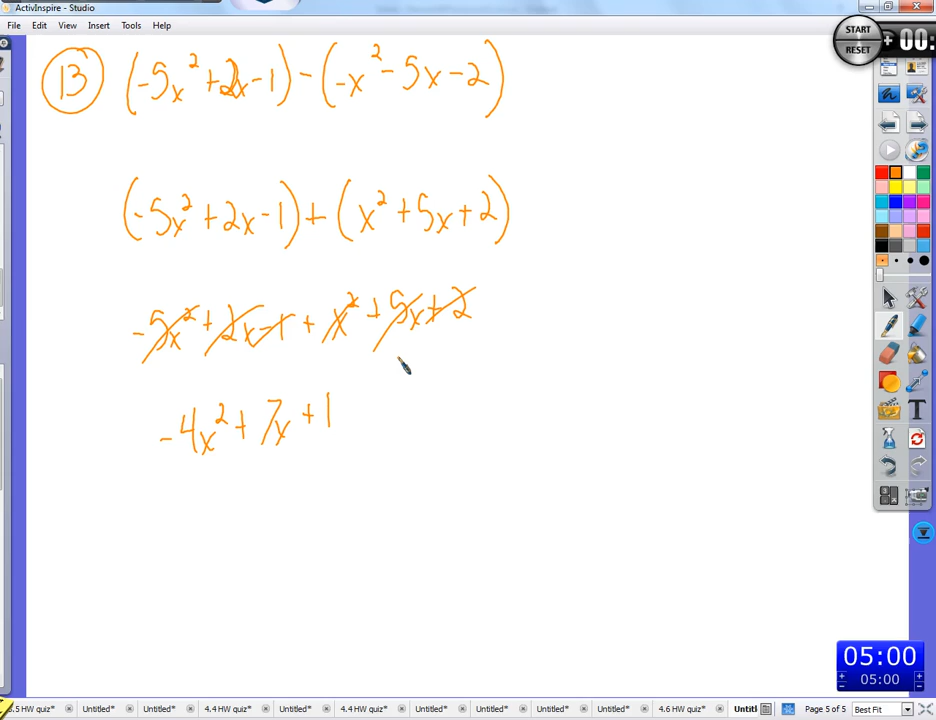 ActivInspire - Studio
File Edit View Insert Tools Help
START
RESET
+ 00:
13 (-5x² + 2x - 1) - (-x² - 5x - 2)
(-5x² + 2x - 1) + (x² + 5x + 2)
-5x² + 2x - 1 + x² + 5x + 2
-4x² + 7x + 1
05:00
05:00
.5 HW quiz* Untitled* Untitled* 4.4 HW quiz* Untitled* 4.4 HW quiz* Untitled* Untitled* Untitled* Untitled* 4.6 HW quiz* Untitl Page 5 of 5 Best Fit